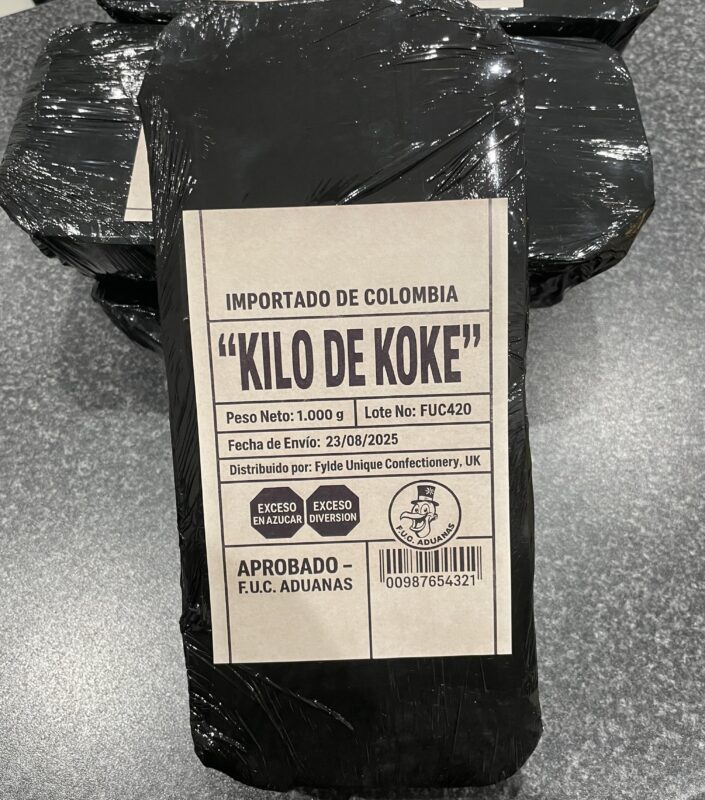 IMPORTADO DE COLOMBIA
“KILO DE KOKE”
Peso Neto: 1.000 g
Lote No: FUC420
Fecha de Envío: 23/08/2025
Distribuido por: Fylde Unique Confectionery, UK
EXCESO
EN AZUCAR
EXCESO
DIVERSION
F.U.C. ADUANAS
APROBADO –
F.U.C. ADUANAS
00987654321